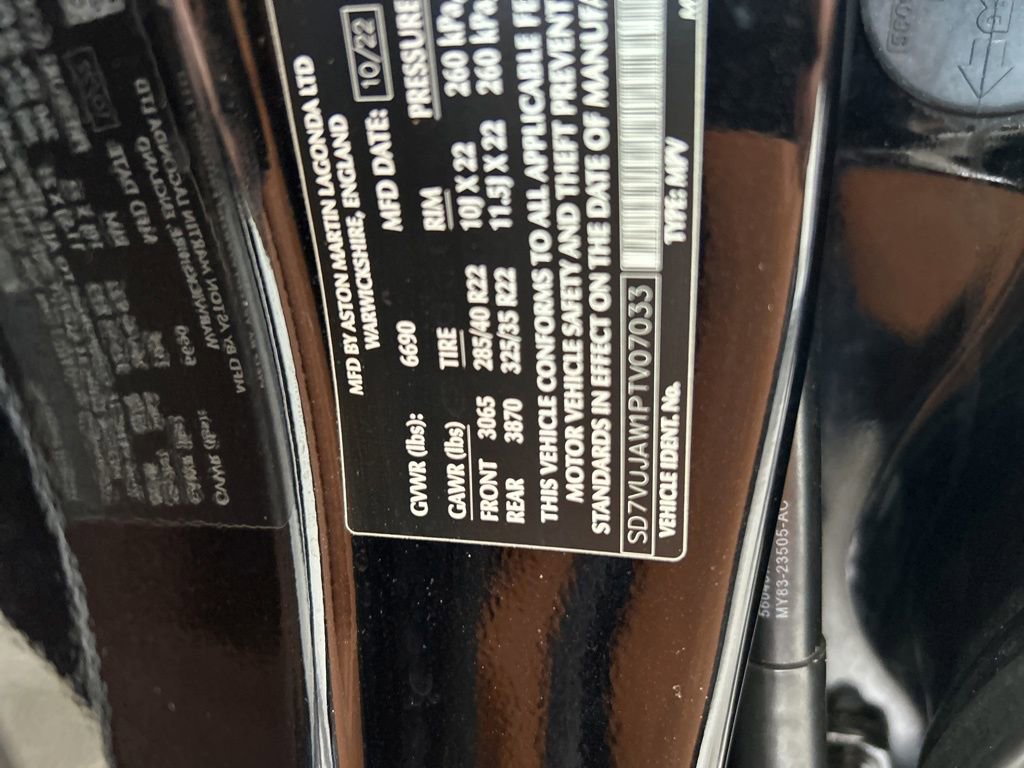 MFD BY ASTON MARTIN LAGONDA LTD
WARWICKSHIRE, ENGLAND
GVWR (lbs): 6690 MFD DATE: 10/22
GAWR (lbs) TIRE RIM PRESSURE
FRONT 3065 285/40 R22 10J X 22 260 kPa,
REAR 3870 325/35 R22 11.5J X 22 260 kPa,
THIS VEHICLE CONFORMS TO ALL APPLICABLE FE
MOTOR VEHICLE SAFETY AND THEFT PREVENT
STANDARDS IN EFFECT ON THE DATE OF MANUFA
SD7VUJAW1PTV07033
VEHICLE IDENT. No. TYPE: MPV
MY83-23505-AC